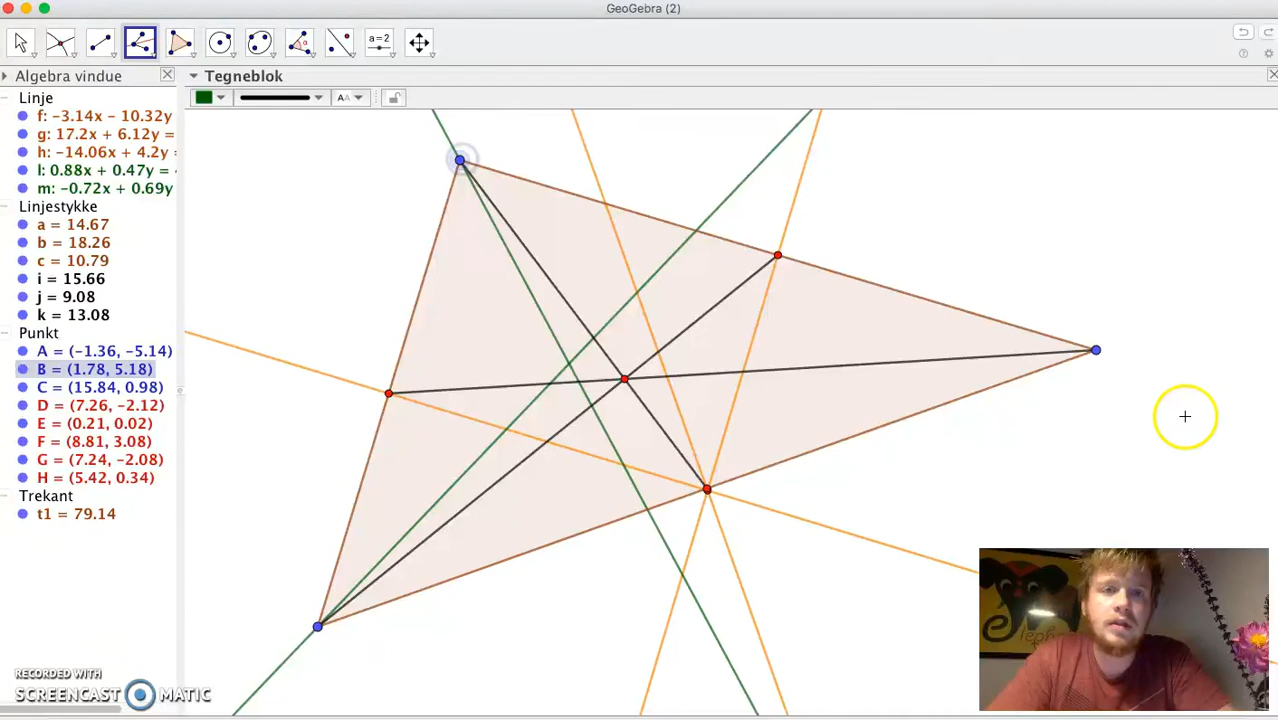 GeoGebra (2)
a=2
Algebra vindue
Tegneblok
AA
Linje
f: -3.14x - 10.32y
g: 17.2x + 6.12y =
h: -14.06x + 4.2y =
l: 0.88x + 0.47y =
m: -0.72x + 0.69y
Linjestykke
a = 14.67
b = 18.26
c = 10.79
i = 15.66
j = 9.08
k = 13.08
Punkt
A = (-1.36, -5.14)
B = (1.78, 5.18)
C = (15.84, 0.98)
D = (7.26, -2.12)
E = (0.21, 0.02)
F = (8.81, 3.08)
G = (7.24, -2.08)
H = (5.42, 0.34)
Trekant
t1 = 79.14
RECORDED WITH
SCREENCAST MATIC